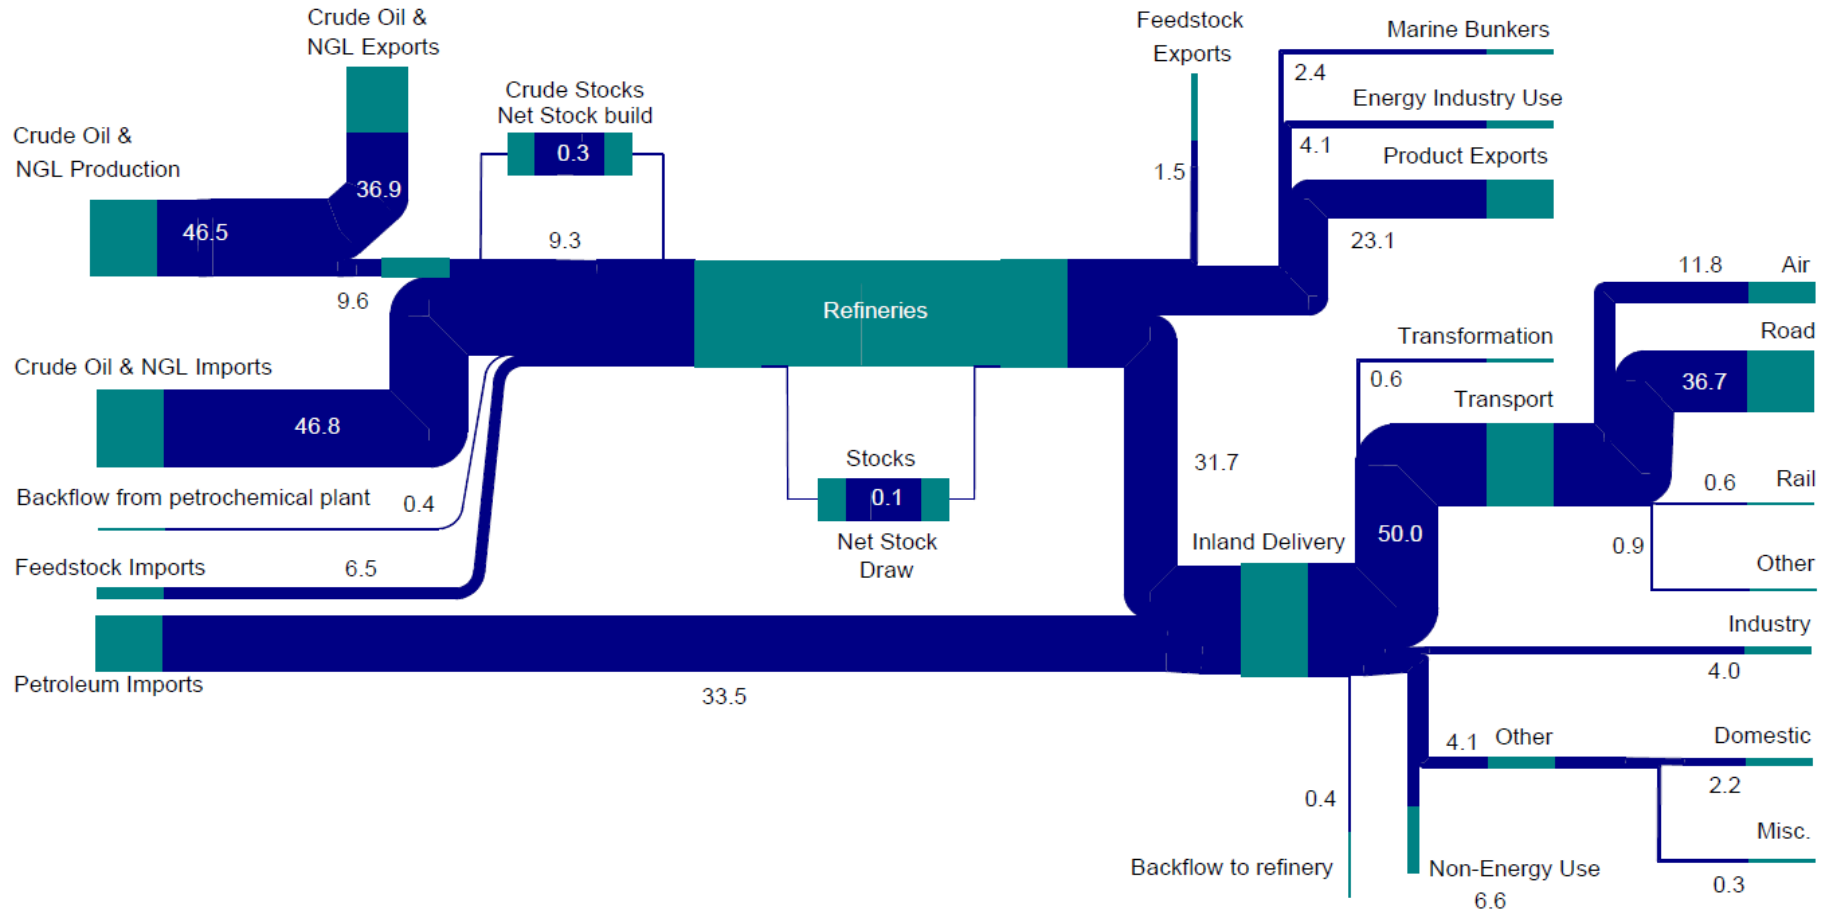 Crude Oil &
NGL Exports
Feedstock
Exports
Marine Bunkers
2.4
Crude Stocks
Net Stock build
0.3
Energy Industry Use
4.1
Crude Oil &
NGL Production
46.5
36.9
1.5
Product Exports
23.1
9.3
9.6
11.8
Air
Refineries
Transformation
0.6
Road
36.7
Crude Oil & NGL Imports
46.8
Transport
Stocks
0.1
Net Stock
Draw
31.7
0.6
Rail
Backflow from petrochemical plant
0.4
Inland Delivery
50.0
0.9
Other
Feedstock Imports
6.5
Industry
4.0
Petroleum Imports
33.5
4.1
Other
Domestic
2.2
0.4
Misc.
0.3
Backflow to refinery
Non-Energy Use
6.6